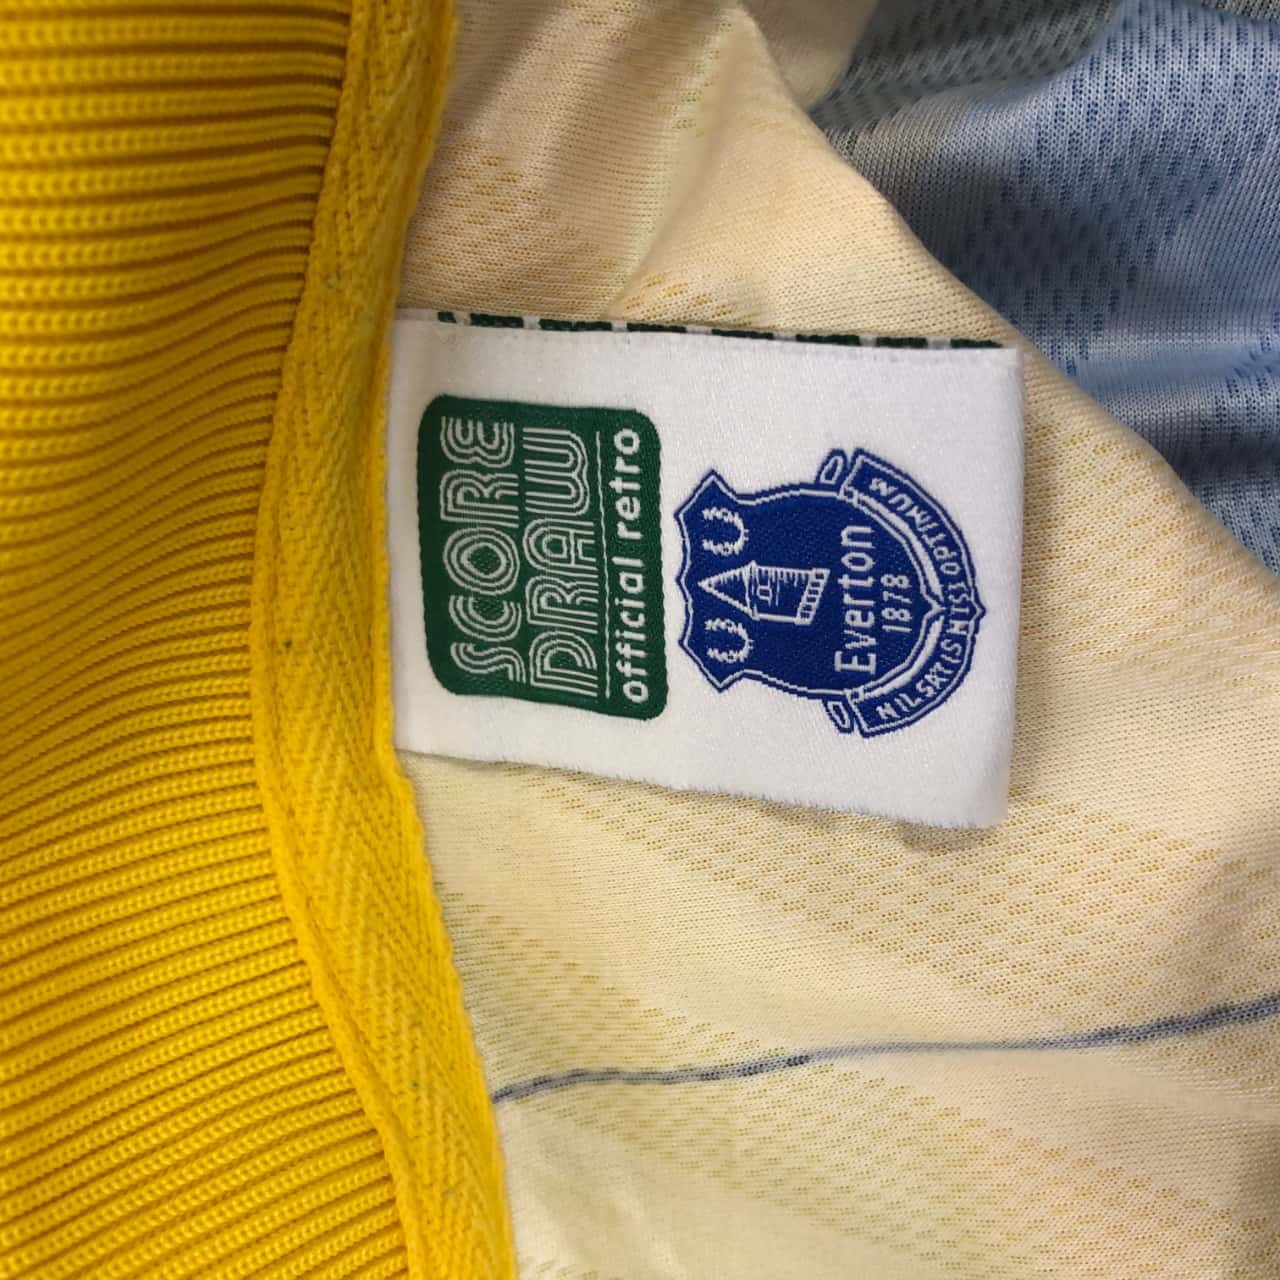 SCORE
DRAW
official retro
Everton
1878
NIL SATIS NISI OPTIMUM